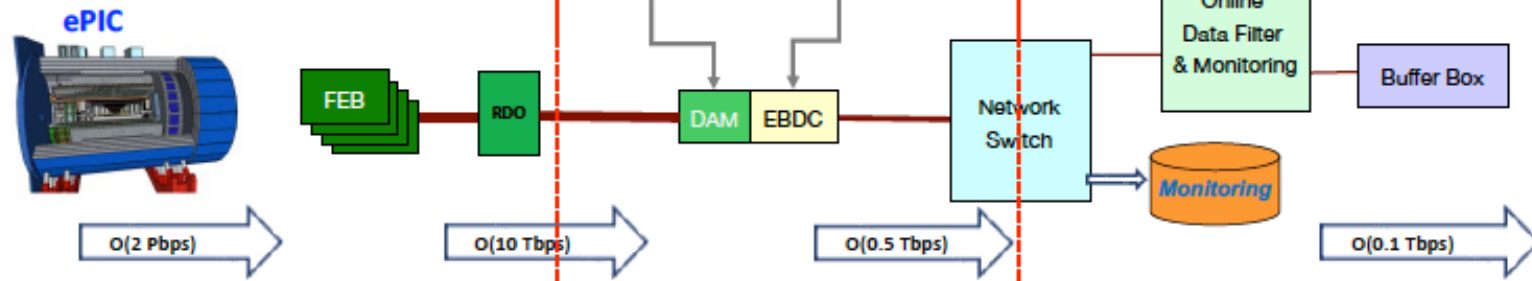 ePIC
Online
Data Filter
& Monitoring
Buffer Box
FEB
RDO
DAM
EBDC
Network
Switch
Monitoring
O(2 Pbps)
O(10 Tbps)
O(0.5 Tbps)
O(0.1 Tbps)